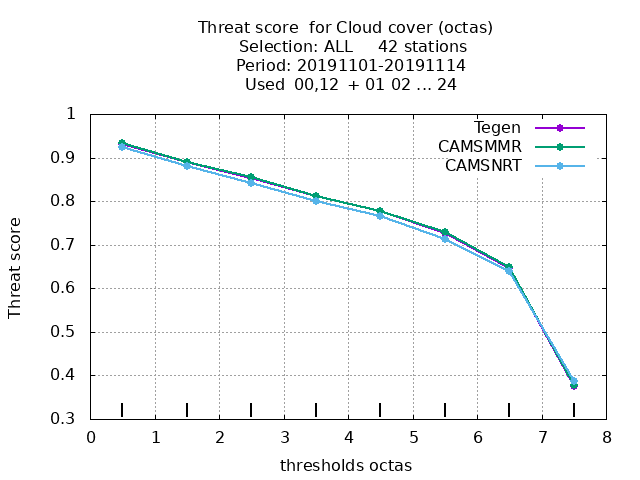 Threat score  for Cloud cover (octas)
Selection: ALL     42 stations
Period: 20191101-20191114
Used  00,12  + 01 02 ... 24
Tegen
CAMSMMR
CAMSNRT
Threat score
1
0.9
0.8
0.7
0.6
0.5
0.4
0.3
0 1 2 3 4 5 6 7 8
thresholds octas